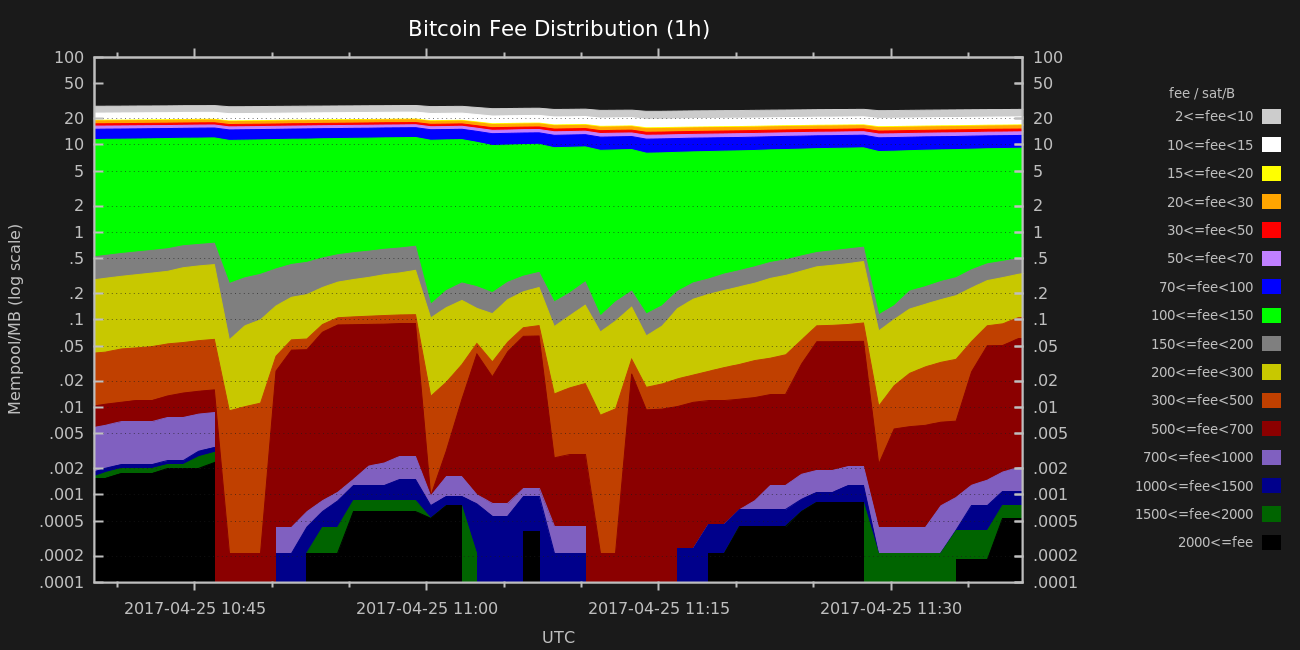 Bitcoin Fee Distribution (1h)
100 100
50 50
20 20
10 10
5 5
2 2
1 1
.5 .5
.2 .2
.1 .1
.05 .05
.02 .02
.01 .01
.005 .005
.002 .002
.001 .001
.0005 .0005
.0002 .0002
.0001 .0001
Mempool/MB (log scale)
2017-04-25 10:45 2017-04-25 11:00 2017-04-25 11:15 2017-04-25 11:30
UTC
fee / sat/B
2<=fee<10
10<=fee<15
15<=fee<20
20<=fee<30
30<=fee<50
50<=fee<70
70<=fee<100
100<=fee<150
150<=fee<200
200<=fee<300
300<=fee<500
500<=fee<700
700<=fee<1000
1000<=fee<1500
1500<=fee<2000
2000<=fee